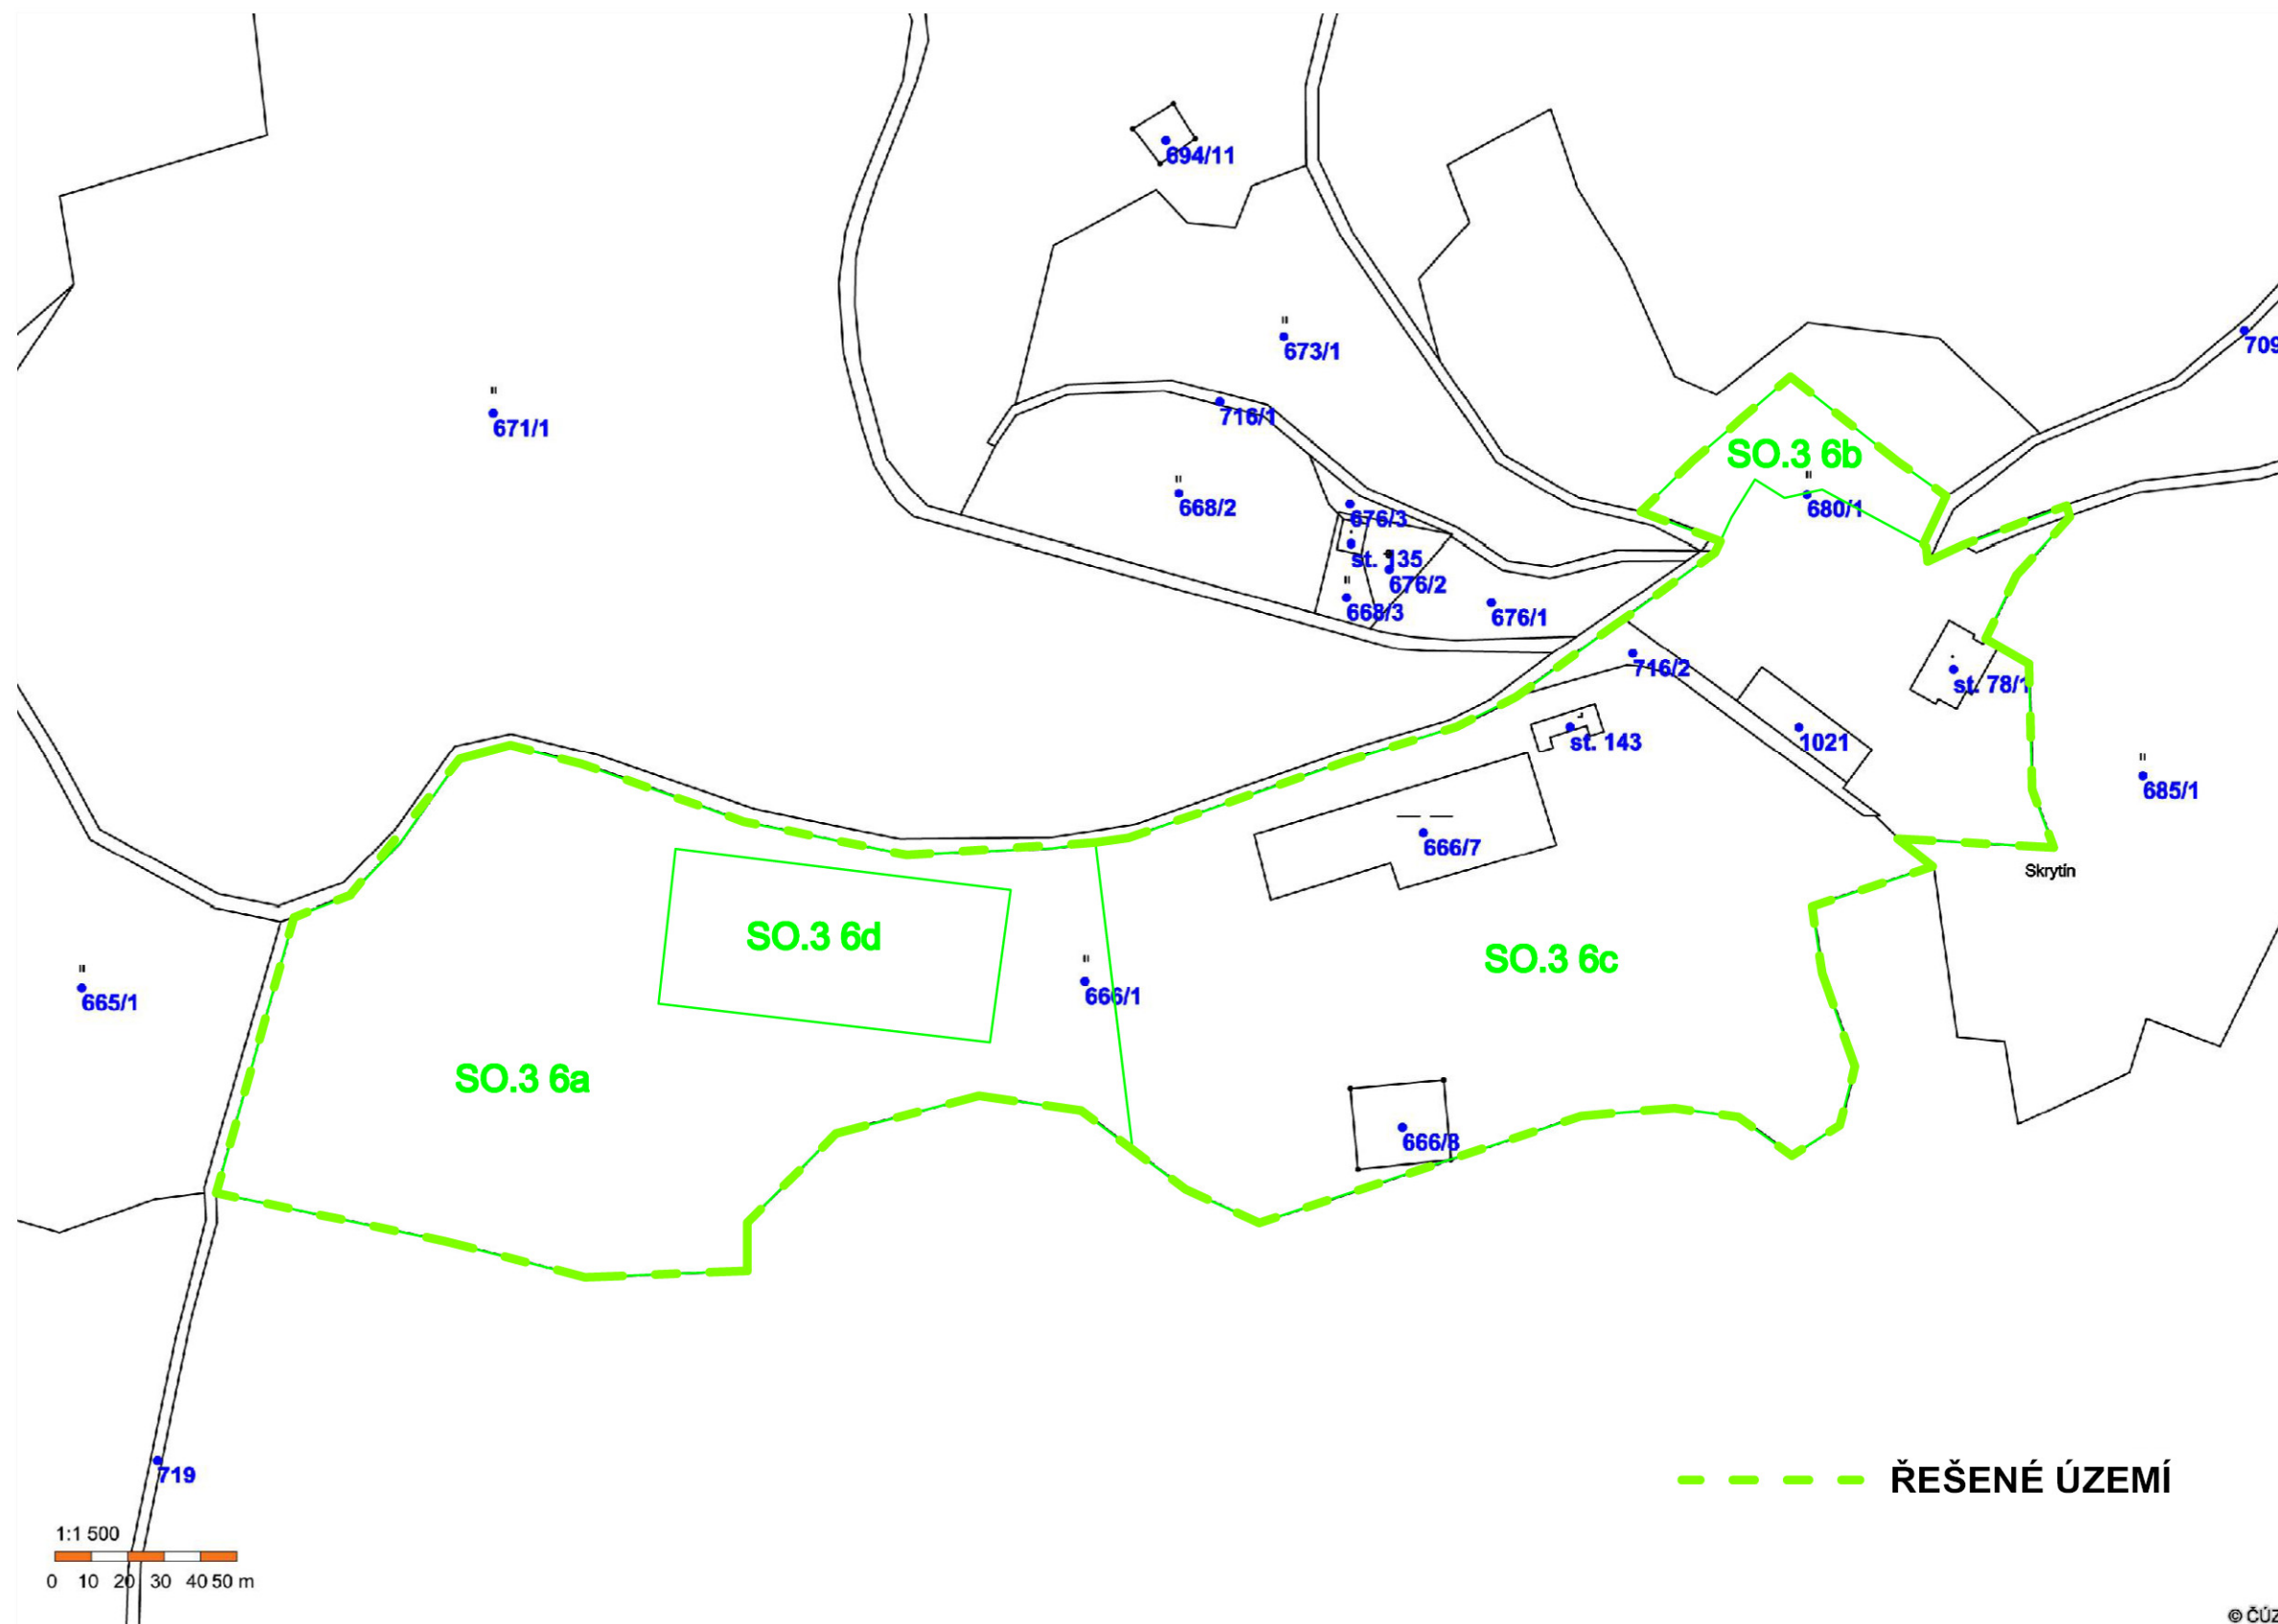 694/11
673/1
709
671/1
716/1
SO.3 6b
668/2
676/3
680/1
st. 135
676/2
668/3
676/1
716/2
st. 78/1
st. 143
1021
685/1
666/7
Skrytín
SO.3 6d
SO.3 6c
665/1
666/1
SO.3 6a
666/8
719
ŘEŠENÉ ÚZEMÍ
1:1 500
0 10 20 30 40 50 m
© ČÚZ